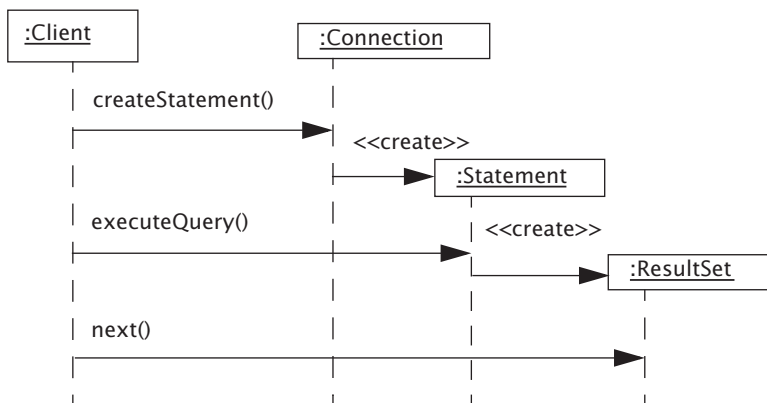 :Client
:Connection
createStatement()
<<create>>
:Statement
executeQuery()
<<create>>
:ResultSet
next()